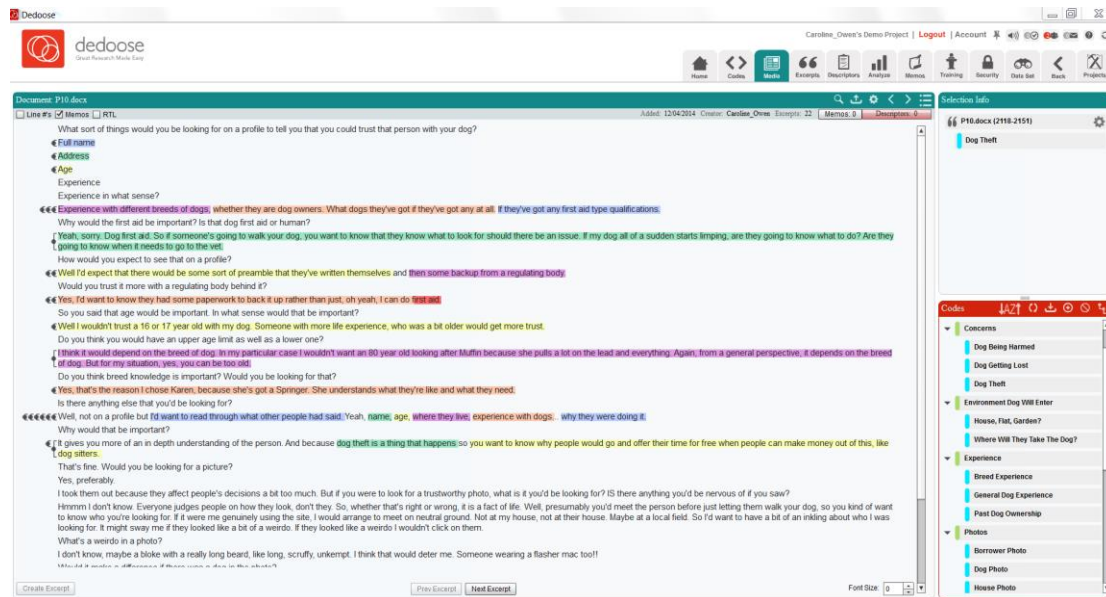 Dedoose
dedoose
Great Research Made Easy
Caroline_Owen's Demo Project | Logout | Account
Home
Codes
Media
Excerpts
Descriptors
Analyze
Memos
Training
Security
Data Set
Back
Projects
Document: P10.docx
Line #'s Memos RTL
Added: 12/04/2014 Creator: Caroline_Owen Excerpts: 22 Memos: 0 Descriptors: 0
What sort of things would you be looking for on a profile to tell you that you could trust that person with your dog?
Full name
Address
Age
Experience
Experience in what sense?
Experience with different breeds of dogs, whether they are dog owners. What dogs they've got if they've got any at all. If they've got any first aid type qualifications.
Why would the first aid be important? Is that dog first aid or human?
Yeah, sorry. Dog first aid. So if someone's going to walk your dog, you want to know that they know what to look for should there be an issue. If my dog all of a sudden starts limping, are they going to know what to do? Are they
going to know when it needs to go to the vet.
How would you expect to see that on a profile?
Well I'd expect that there would be some sort of preamble that they've written themselves and then some backup from a regulating body.
Would you trust it more with a regulating body behind it?
Yes, I'd want to know they had some paperwork to back it up rather than just, oh yeah, I can do first aid.
So you said that age would be important. In what sense would that be important?
Well I wouldn't trust a 16 or 17 year old with my dog. Someone with more life experience, who was a bit older would get more trust.
Do you think you would have an upper age limit as well as a lower one?
I think it would depend on the breed of dog. In my particular case I wouldn't want an 80 year old looking after Muffin because she pulls a lot on the lead and everything. Again, from a general perspective, it depends on the breed
of dog. But for my situation, yes, you can be too old.
Do you think breed knowledge is important? Would you be looking for that?
Yes, that's the reason I chose Karen, because she's got a Springer. She understands what they're like and what they need.
Is there anything else that you'd be looking for?
Well, not on a profile but I'd want to read through what other people had said. Yeah, name, age, where they live, experience with dogs... why they were doing it.
Why would that be important?
It gives you more of an in depth understanding of the person. And because dog theft is a thing that happens so you want to know why people would go and offer their time for free when people can make money out of this, like
dog sitters.
That's fine. Would you be looking for a picture?
Yes, preferably.
I took them out because they affect people's decisions a bit too much. But if you were to look for a trustworthy photo, what is it you'd be looking for? IS there anything you'd be nervous of if you saw?
Hmmm I don't know. Everyone judges people on how they look, don't they. So, whether that's right or wrong, it is a fact of life. Well, presumably you'd meet the person before just letting them walk your dog, so you kind of want
to know who you're looking for. If it were me genuinely using the site, I would arrange to meet on neutral ground. Not at my house, not at their house. Maybe at a local field. So I'd want to have a bit of an inkling about who I was
looking for. It might sway me if they looked like a bit of a weirdo. If they looked like a weirdo I wouldn't click on them.
What's a weirdo in a photo?
I don't know, maybe a bloke with a really long beard, like long, scruffy, unkempt. I think that would deter me. Someone wearing a flasher mac too!!
Would it make a difference if there was a dog in the photo?
Create Excerpt
Prev Excerpt
Next Excerpt
Font Size: 0
Selection Info
P10.docx (2118-2151)
Dog Theft
Codes
Concerns
Dog Being Harmed
Dog Getting Lost
Dog Theft
Environment Dog Will Enter
House, Flat, Garden?
Where Will They Take The Dog?
Experience
Breed Experience
General Dog Experience
Past Dog Ownership
Photos
Borrower Photo
Dog Photo
House Photo